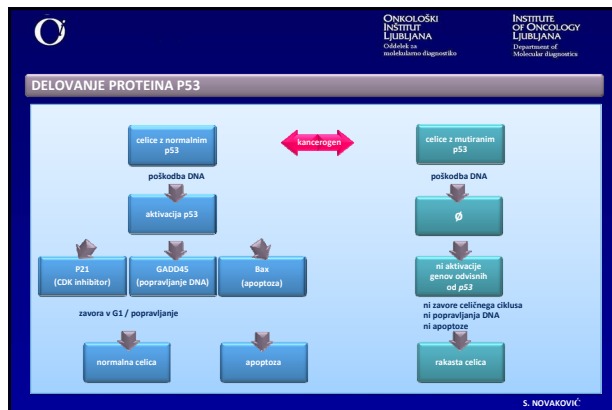 ONKOLOŠKI
INŠTITUT
LJUBLJANA
Oddelek za
molekularno diagnostiko
INSTITUTE
OF ONCOLOGY
LJUBLJANA
Department of
Molecular diagnostics
DELOVANJE PROTEINA P53
celice z normalnim
p53
kancerogen
celice z mutiranim
p53
poškodba DNA
poškodba DNA
aktivacija p53
Ø
P21
(CDK inhibitor)
GADD45
(popravljanje DNA)
Bax
(apoptoza)
ni aktivacije
genov odvisnih
od p53
zavora v G1 / popravljanje
ni zavore celičnega ciklusa
ni popravljanja DNA
ni apoptoze
normalna celica
apoptoza
rakasta celica
S. NOVAKOVIĆ